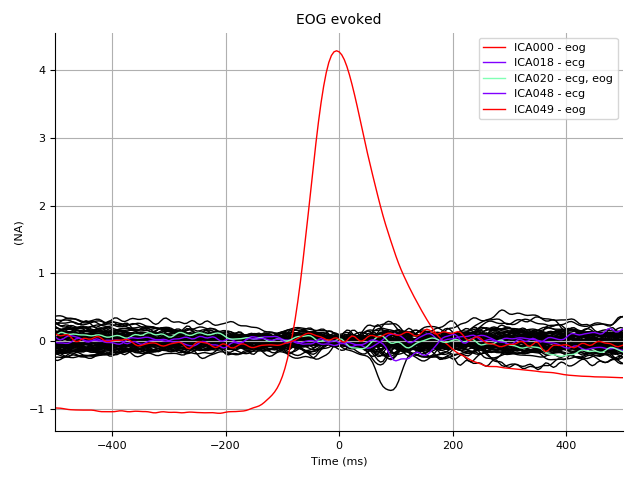 EOG evoked
ICA000 - eog
ICA018 - ecg
ICA020 - ecg, eog
ICA048 - ecg
ICA049 - eog
4
3
2
1
0
−1
(NA)
−400
−200
0
200
400
Time (ms)